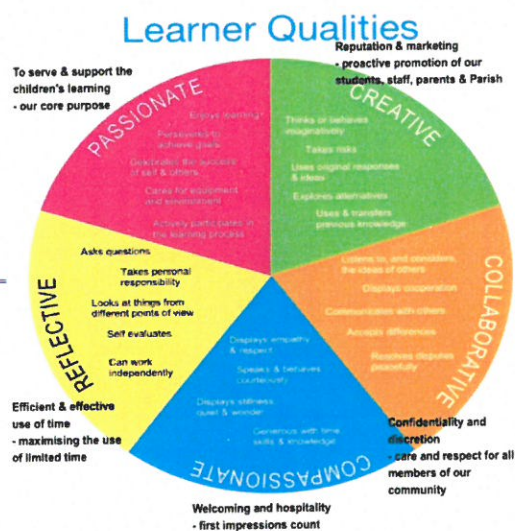 Learner Qualities
Reputation & marketing
- proactive promotion of our
students, staff, parents & Parish
To serve & support the
children's learning
- our core purpose
PASSIONATE
Enjoys learning
Perseveres to
achieve goals
Celebrates the success
of self & others
Cares for equipment
and environment
Actively participates in
the learning process
CREATIVE
Thinks or behaves
imaginatively
Takes risks
Uses original responses
& ideas
Explores alternatives
Uses & transfers
previous knowledge
COLLABORATIVE
Listens to, and considers,
the ideas of others
Displays cooperation
Communicates with others
Accepts differences
Resolves disputes
peacefully
REFLECTIVE
Asks questions
Takes personal
responsibility
Looks at things from
different points of view
Self evaluates
Can work
independently
COMPASSIONATE
Displays empathy
& respect
Speaks & behaves
courteously
Displays stillness
quiet & wonder
Generous with time
skills & knowledge
Efficient & effective
use of time
- maximising the use
of limited time
Confidentiality and
discretion
- care and respect for all
members of our
community
Welcoming and hospitality
- first impressions count